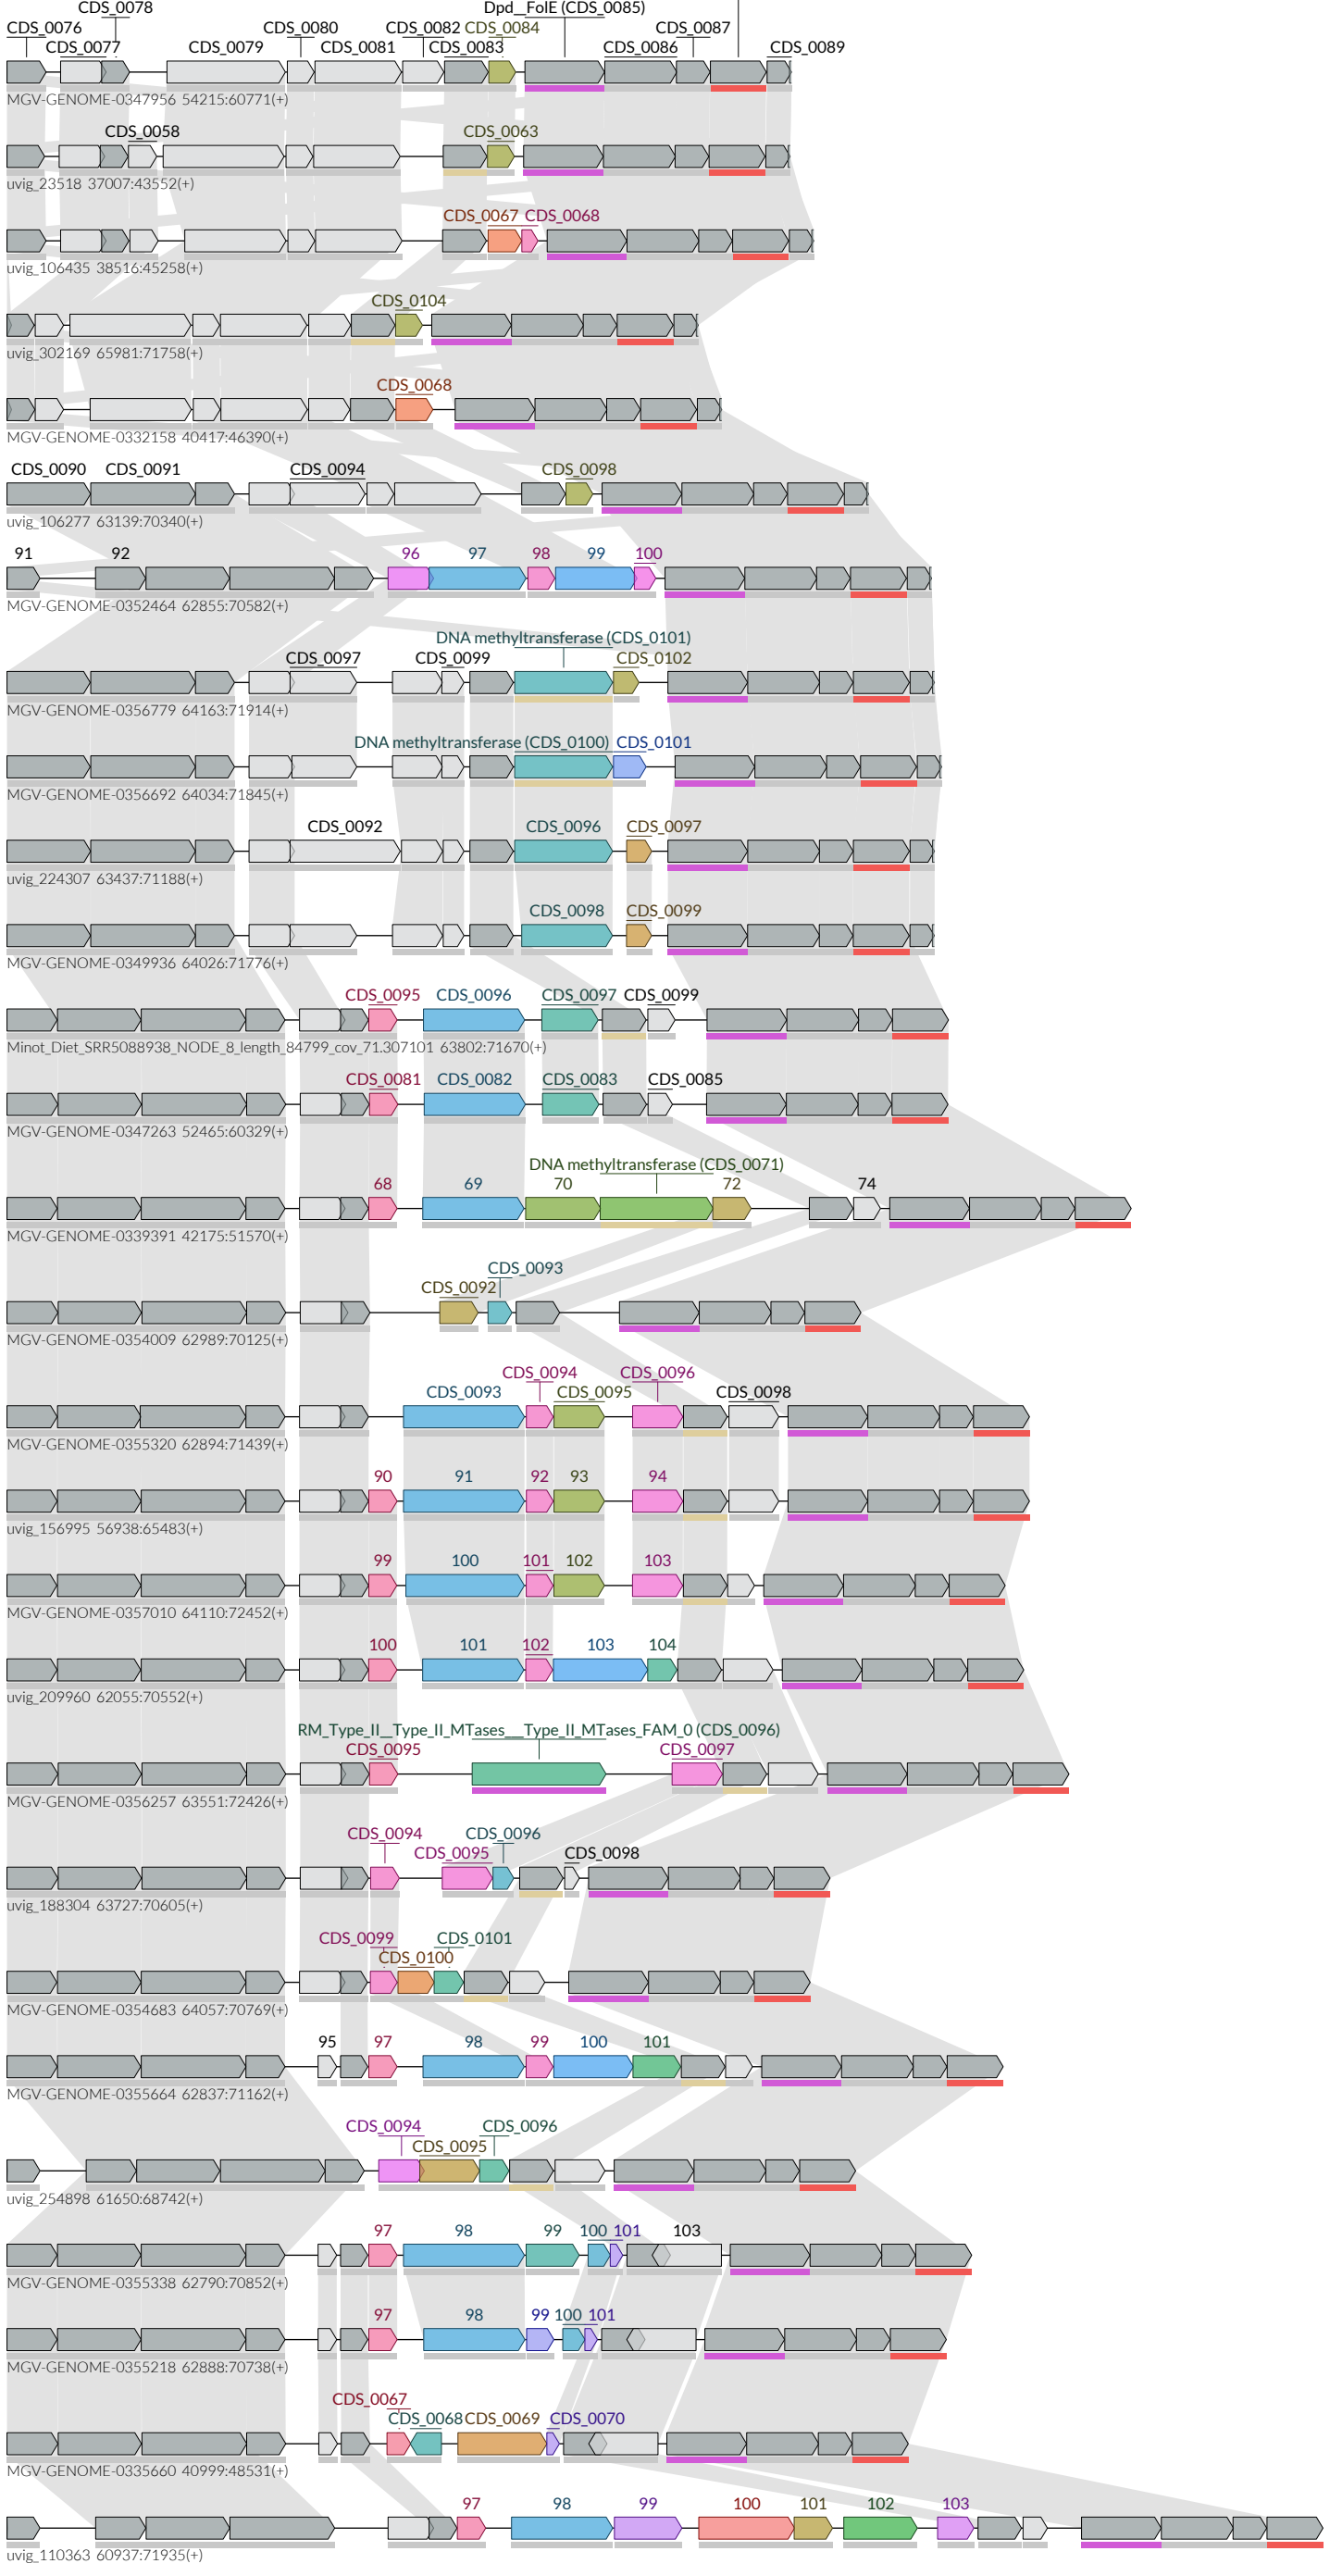 CDS_0078 Dpd__FolE (CDS_0085)
CDS_0076 CDS_0080 CDS_0082 CDS_0084 CDS_0087
CDS_0077 CDS_0079 CDS_0081 CDS_0083 CDS_0086 CDS_0089
MGV-GENOME-0347956 54215:60771(+)
CDS_0058 CDS_0063
uvig_23518 37007:43552(+)
CDS_0067 CDS_0068
uvig_106435 38516:45258(+)
CDS_0104
uvig_302169 65981:71758(+)
CDS_0068
MGV-GENOME-0332158 40417:46390(+)
CDS_0090 CDS_0091 CDS_0094 CDS_0098
uvig_106277 63139:70340(+)
91 92 96 97 98 99 100
MGV-GENOME-0352464 62855:70582(+)
DNA methyltransferase (CDS_0101)
CDS_0097 CDS_0099 CDS_0102
MGV-GENOME-0356779 64163:71914(+)
DNA methyltransferase (CDS_0100) CDS_0101
MGV-GENOME-0356692 64034:71845(+)
CDS_0092 CDS_0096 CDS_0097
uvig_224307 63437:71188(+)
CDS_0098 CDS_0099
MGV-GENOME-0349936 64026:71776(+)
CDS_0095 CDS_0096 CDS_0097 CDS_0099
Minot_Diet_SRR5088938_NODE_8_length_84799_cov_71.307101 63802:71670(+)
CDS_0081 CDS_0082 CDS_0083 CDS_0085
MGV-GENOME-0347263 52465:60329(+)
DNA methyltransferase (CDS_0071)
68 69 70 72 74
MGV-GENOME-0339391 42175:51570(+)
CDS_0093
CDS_0092
MGV-GENOME-0354009 62989:70125(+)
CDS_0094 CDS_0096
CDS_0093 CDS_0095 CDS_0098
MGV-GENOME-0355320 62894:71439(+)
90 91 92 93 94
uvig_156995 56938:65483(+)
99 100 101 102 103
MGV-GENOME-0357010 64110:72452(+)
100 101 102 103 104
uvig_209960 62055:70552(+)
RM_Type_II__Type_II_MTases___Type_II_MTases_FAM_0 (CDS_0096)
CDS_0095 CDS_0097
MGV-GENOME-0356257 63551:72426(+)
CDS_0094 CDS_0096
CDS_0095 CDS_0098
uvig_188304 63727:70605(+)
CDS_0099 CDS_0101
CDS_0100
MGV-GENOME-0354683 64057:70769(+)
95 97 98 99 100 101
MGV-GENOME-0355664 62837:71162(+)
CDS_0094 CDS_0096
CDS_0095
uvig_254898 61650:68742(+)
97 98 99 100 101 103
MGV-GENOME-0355338 62790:70852(+)
97 98 99 100 101
MGV-GENOME-0355218 62888:70738(+)
CDS_0067
CDS_0068 CDS_0069 CDS_0070
MGV-GENOME-0335660 40999:48531(+)
97 98 99 100 101 102 103
uvig_110363 60937:71935(+)